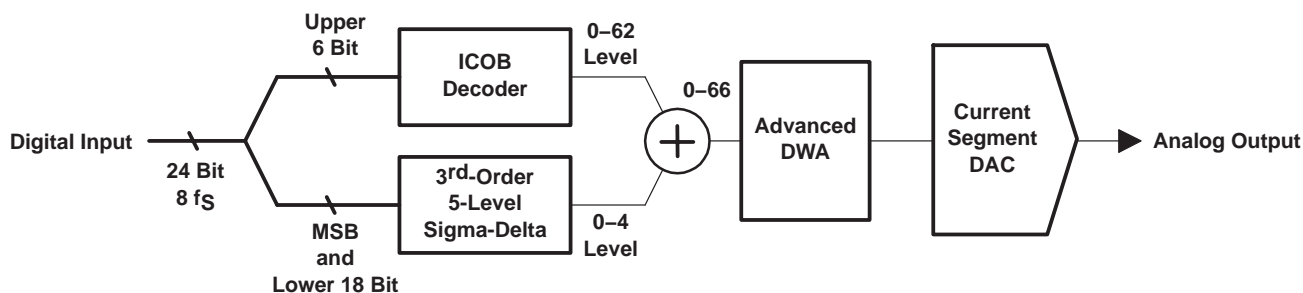 Digital Input
24 Bit
8 fS
Upper
6 Bit
ICOB
Decoder
0–62
Level
MSB
and
Lower 18 Bit
3rd-Order
5-Level
Sigma-Delta
0–4
Level
+
0–66
Advanced
DWA
Current
Segment
DAC
Analog Output